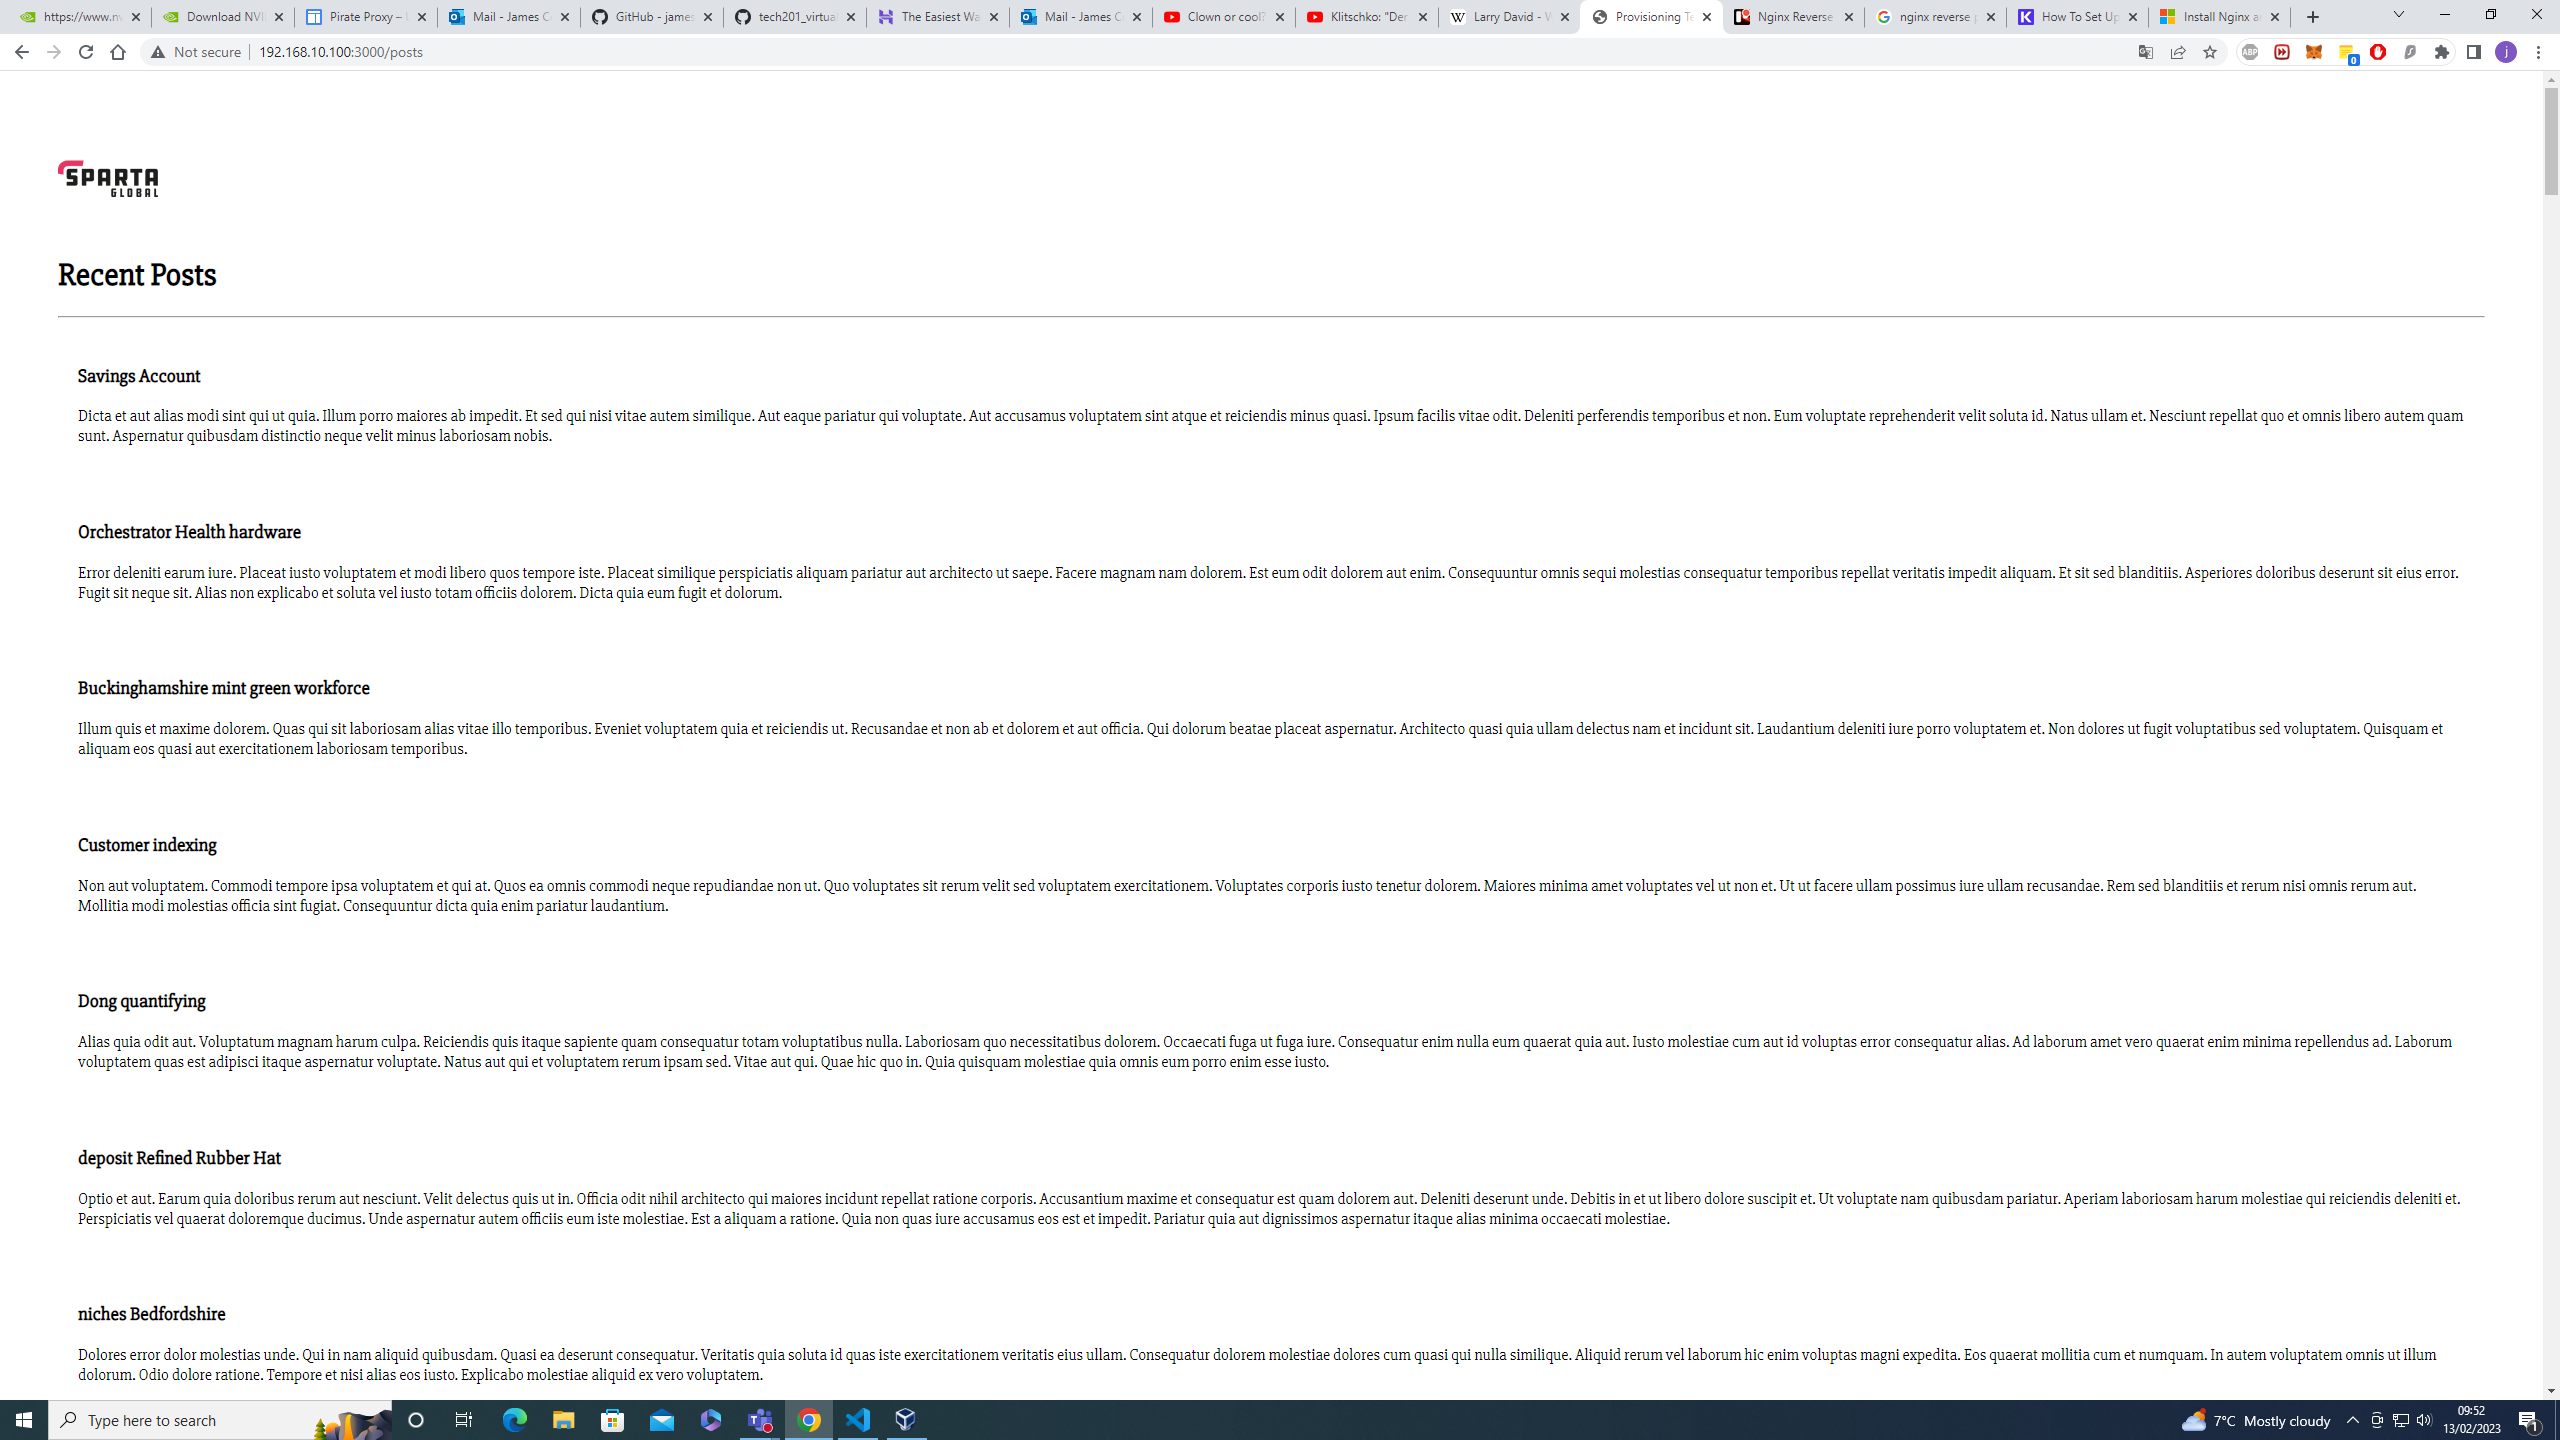 https://www.nv
Download NVI
Pirate Proxy – L
Mail - James C
GitHub - james
tech201_virtua
The Easiest Wa
Mail - James C
Clown or cool?
Klitschko: "Der
Larry David - W
Provisioning Te
Nginx Reverse
nginx reverse p
How To Set Up
Install Nginx a
Not secure
192.168.10.100:3000/posts
ABP
0
j
SPARTA
GLOBAL
Recent Posts
Savings Account
Dicta et aut alias modi sint qui ut quia. Illum porro maiores ab impedit. Et sed qui nisi vitae autem similique. Aut eaque pariatur qui voluptate. Aut accusamus voluptatem sint atque et reiciendis minus quasi. Ipsum facilis vitae odit. Deleniti perferendis temporibus et non. Eum voluptate reprehenderit velit soluta id. Natus ullam et. Nesciunt repellat quo et omnis libero autem quam
sunt. Aspernatur quibusdam distinctio neque velit minus laboriosam nobis.
Orchestrator Health hardware
Error deleniti earum iure. Placeat iusto voluptatem et modi libero quos tempore iste. Placeat similique perspiciatis aliquam pariatur aut architecto ut saepe. Facere magnam nam dolorem. Est eum odit dolorem aut enim. Consequuntur omnis sequi molestias consequatur temporibus repellat veritatis impedit aliquam. Et sit sed blanditiis. Asperiores doloribus deserunt sit eius error.
Fugit sit neque sit. Alias non explicabo et soluta vel iusto totam officiis dolorem. Dicta quia eum fugit et dolorum.
Buckinghamshire mint green workforce
Illum quis et maxime dolorem. Quas qui sit laboriosam alias vitae illo temporibus. Eveniet voluptatem quia et reiciendis ut. Recusandae et non ab et dolorem et aut officia. Qui dolorum beatae placeat aspernatur. Architecto quasi quia ullam delectus nam et incidunt sit. Laudantium deleniti iure porro voluptatem et. Non dolores ut fugit voluptatibus sed voluptatem. Quisquam et
aliquam eos quasi aut exercitationem laboriosam temporibus.
Customer indexing
Non aut voluptatem. Commodi tempore ipsa voluptatem et qui at. Quos ea omnis commodi neque repudiandae non ut. Quo voluptates sit rerum velit sed voluptatem exercitationem. Voluptates corporis iusto tenetur dolorem. Maiores minima amet voluptates vel ut non et. Ut ut facere ullam possimus iure ullam recusandae. Rem sed blanditiis et rerum nisi omnis rerum aut.
Mollitia modi molestias officia sint fugiat. Consequuntur dicta quia enim pariatur laudantium.
Dong quantifying
Alias quia odit aut. Voluptatum magnam harum culpa. Reiciendis quis itaque sapiente quam consequatur totam voluptatibus nulla. Laboriosam quo necessitatibus dolorem. Occaecati fuga ut fuga iure. Consequatur enim nulla eum quaerat quia aut. Iusto molestiae cum aut id voluptas error consequatur alias. Ad laborum amet vero quaerat enim minima repellendus ad. Laborum
voluptatem quas est adipisci itaque aspernatur voluptate. Natus aut qui et voluptatem rerum ipsam sed. Vitae aut qui. Quae hic quo in. Quia quisquam molestiae quia omnis eum porro enim esse iusto.
deposit Refined Rubber Hat
Optio et aut. Earum quia doloribus rerum aut nesciunt. Velit delectus quis ut in. Officia odit nihil architecto qui maiores incidunt repellat ratione corporis. Accusantium maxime et consequatur est quam dolorem aut. Deleniti deserunt unde. Debitis in et ut libero dolore suscipit et. Ut voluptate nam quibusdam pariatur. Aperiam laboriosam harum molestiae qui reiciendis deleniti et.
Perspiciatis vel quaerat doloremque ducimus. Unde aspernatur autem officiis eum iste molestiae. Est a aliquam a ratione. Quia non quas iure accusamus eos est et impedit. Pariatur quia aut dignissimos aspernatur itaque alias minima occaecati molestiae.
niches Bedfordshire
Dolores error dolor molestias unde. Qui in nam aliquid quibusdam. Quasi ea deserunt consequatur. Veritatis quia soluta id quas iste exercitationem veritatis eius ullam. Consequatur dolorem molestiae dolores cum quasi qui nulla similique. Aliquid rerum vel laborum hic enim voluptas magni expedita. Eos quaerat mollitia cum et numquam. In autem voluptatem omnis ut illum
dolorum. Odio dolore ratione. Tempore et nisi alias eos iusto. Explicabo molestiae aliquid ex vero voluptatem.
Type here to search
7°C Mostly cloudy
09:52
13/02/2023
1